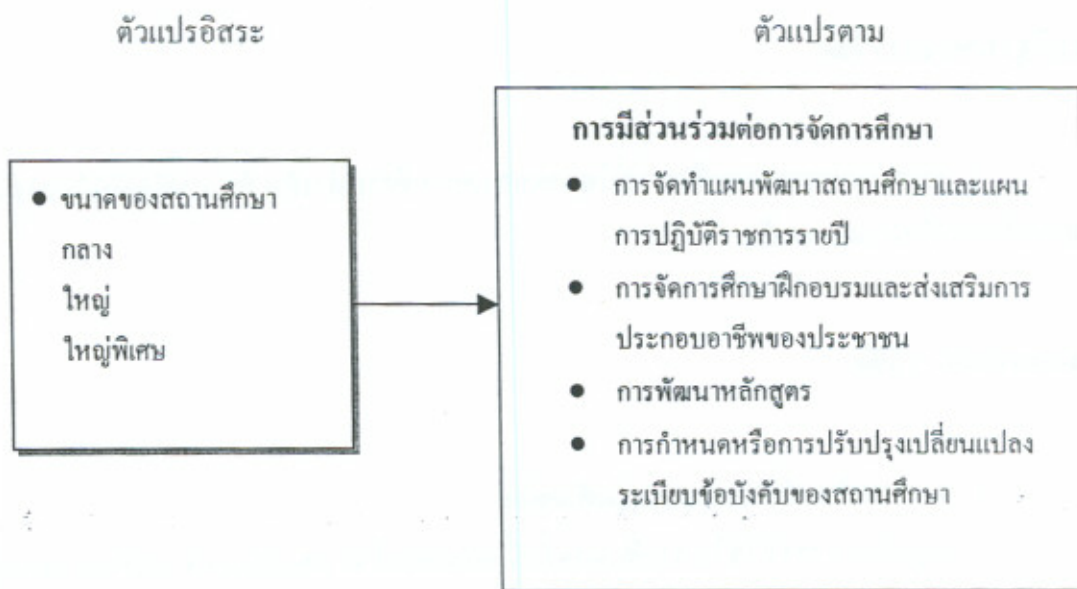 ตัวแปรอิสระ
ตัวแปรตาม
● ขนาดของสถานศึกษา
กลาง
ใหญ่
ใหญ่พิเศษ
การมีส่วนร่วมต่อการจัดการศึกษา
● การจัดทำแผนพัฒนาสถานศึกษาและแผน
การปฏิบัติราชการรายปี
● การจัดการศึกษาฝึกอบรมและส่งเสริมการ
ประกอบอาชีพของประชาชน
● การพัฒนาหลักสูตร
● การกำหนดหรือการปรับปรุงเปลี่ยนแปลง
ระเบียบข้อบังคับของสถานศึกษา